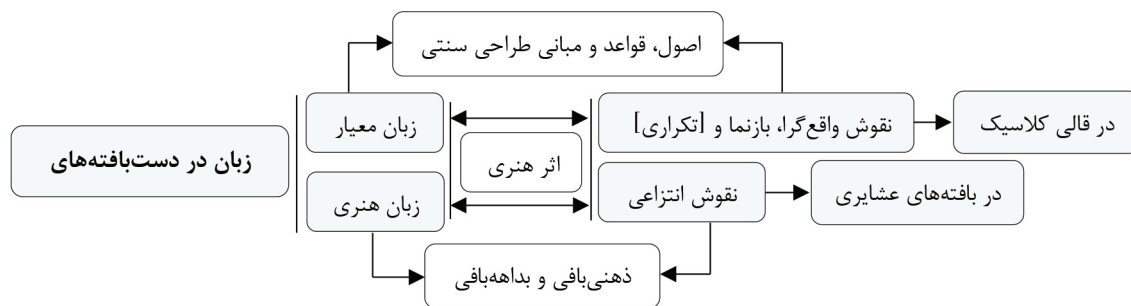 اصول، قواعد و مبانی طراحی سنتی
زبان معیار
نقوش واقع‌گرا، بازنما و [تکراری]
در قالی کلاسیک
زبان در دست‌بافته‌های
اثر هنری
زبان هنری
نقوش انتزاعی
در بافته‌های عشایری
ذهنی‌بافی و بداهه‌بافی